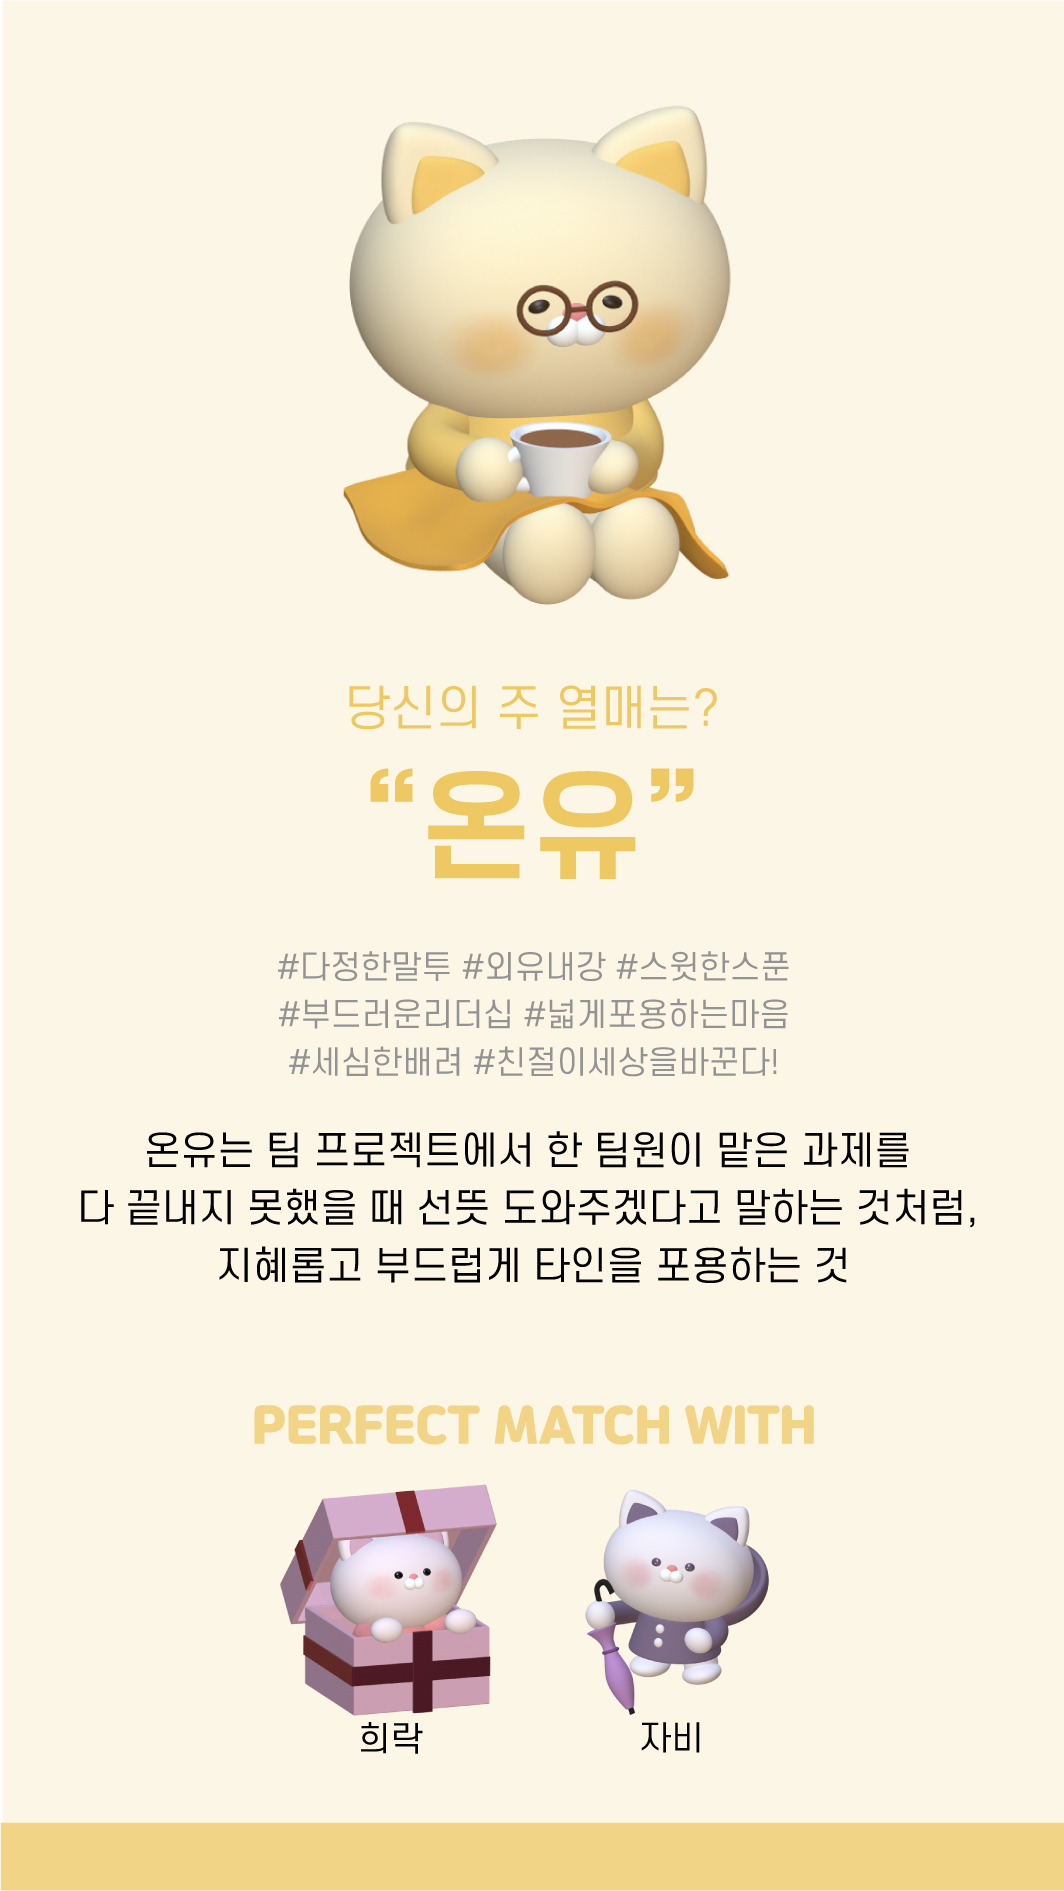 당신의 주 열매는?
“온유”
#다정한말투 #외유내강 #스윗한스푼
#부드러운리더십 #넓게포용하는마음
#세심한배려 #친절이세상을바꾼다!
온유는 팀 프로젝트에서 한 팀원이 맡은 과제를
다 끝내지 못했을 때 선뜻 도와주겠다고 말하는 것처럼,
지혜롭고 부드럽게 타인을 포용하는 것
PERFECT MATCH WITH
희락 자비